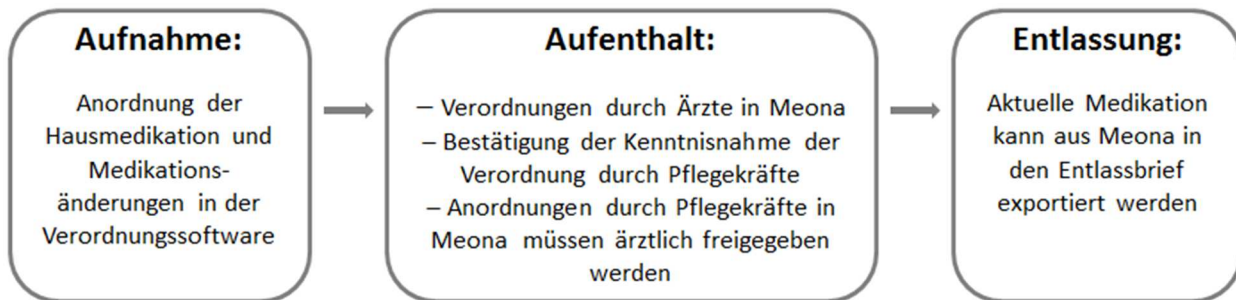 Aufnahme:
Anordnung der
Hausmedikation und
Medikations-
änderungen in der
Verordnungssoftware
Aufenthalt:
– Verordnungen durch Ärzte in Meona
– Bestätigung der Kenntnisnahme der
Verordnung durch Pflegekräfte
– Anordnungen durch Pflegekräfte in
Meona müssen ärztlich freigegeben
werden
Entlassung:
Aktuelle Medikation
kann aus Meona in
den Entlassbrief
exportiert werden